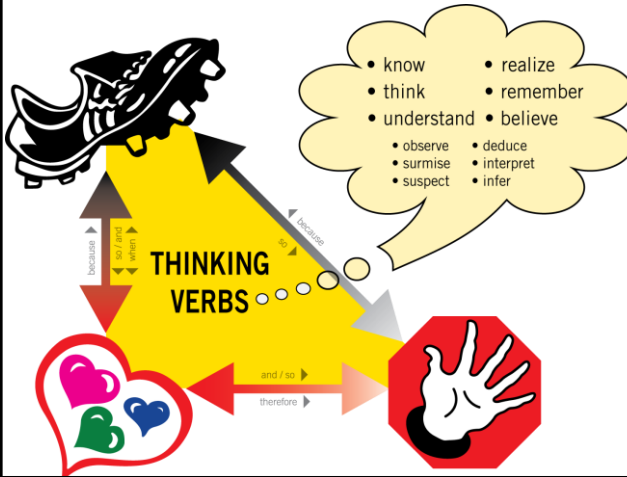 • know • realize
• think • remember
• understand • believe
• observe • deduce
• surmise • interpret
• suspect • infer
because
so
because
so / and
when
THINKING
VERBS
and / so
therefore